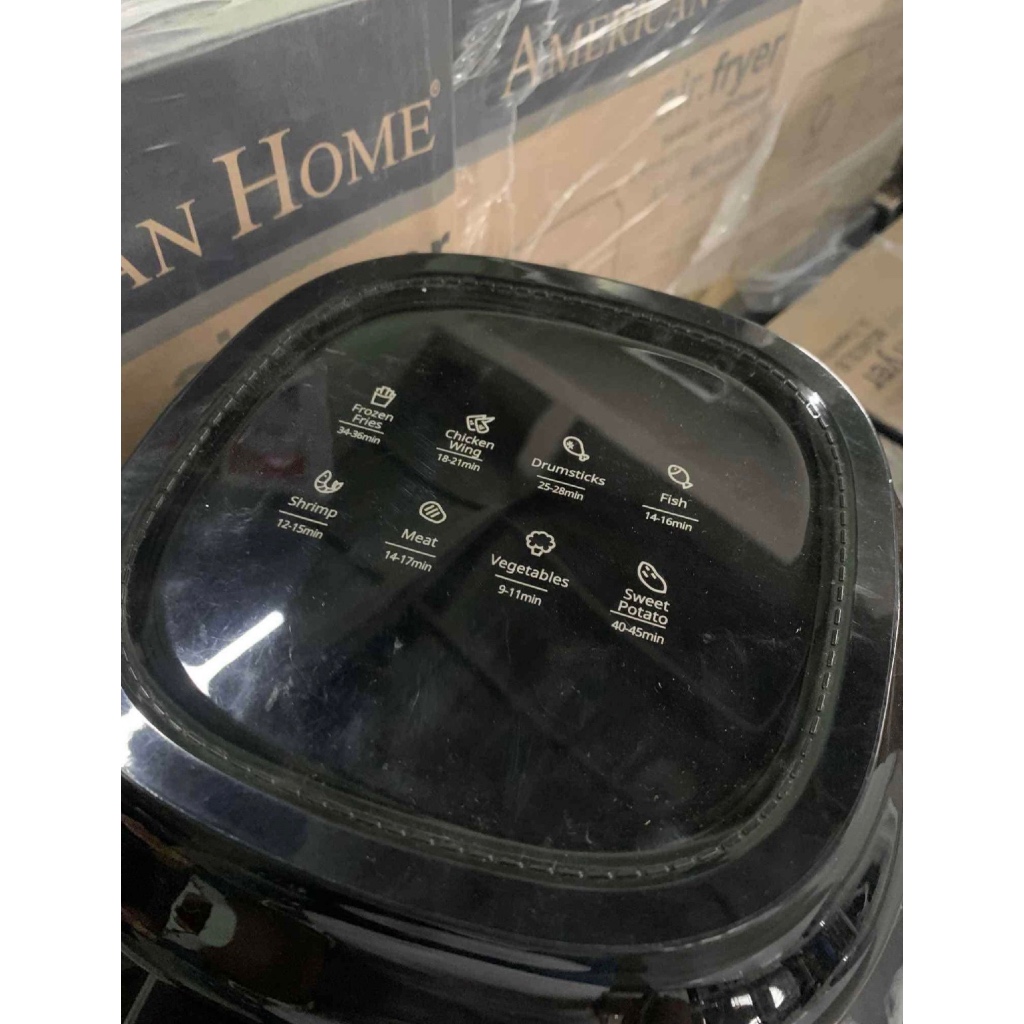 AN HOME®
AMERICAN
air.fryer
Frozen
Fries
34-36min
Chicken
Wing
18-21min
Drumsticks
25-28min
Fish
14-16min
Shrimp
12-15min
Meat
14-17min
Vegetables
9-11min
Sweet
Potato
40-45min